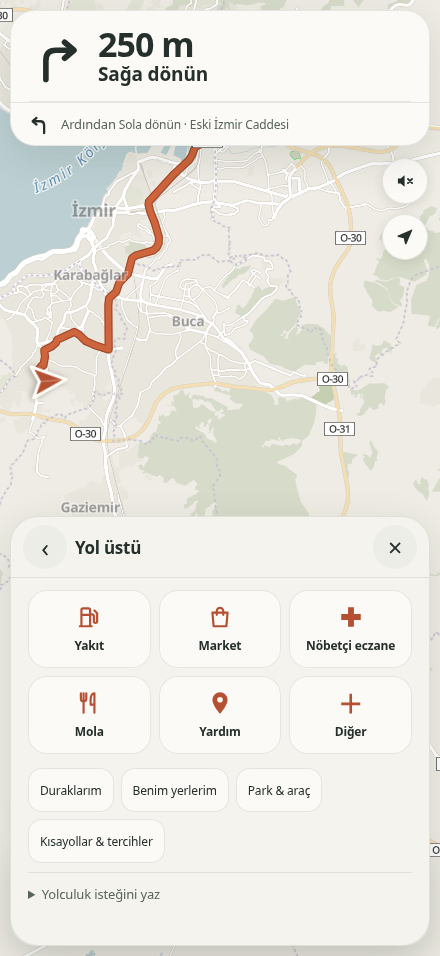 30
250 m
Sağa dönün
Ardından Sola dönün · Eski İzmir Caddesi
İzmir Kör
İzmir
O-30
Karabağlar
Buca
O-30
O-31
O-30
Gaziemir
‹ Yol üstü ×
Yakıt
Market
Nöbetçi eczane
Mola
Yardım
Diğer
Duraklarım
Benim yerlerim
Park & araç
Kısayollar & tercihler
Yolculuk isteğini yaz